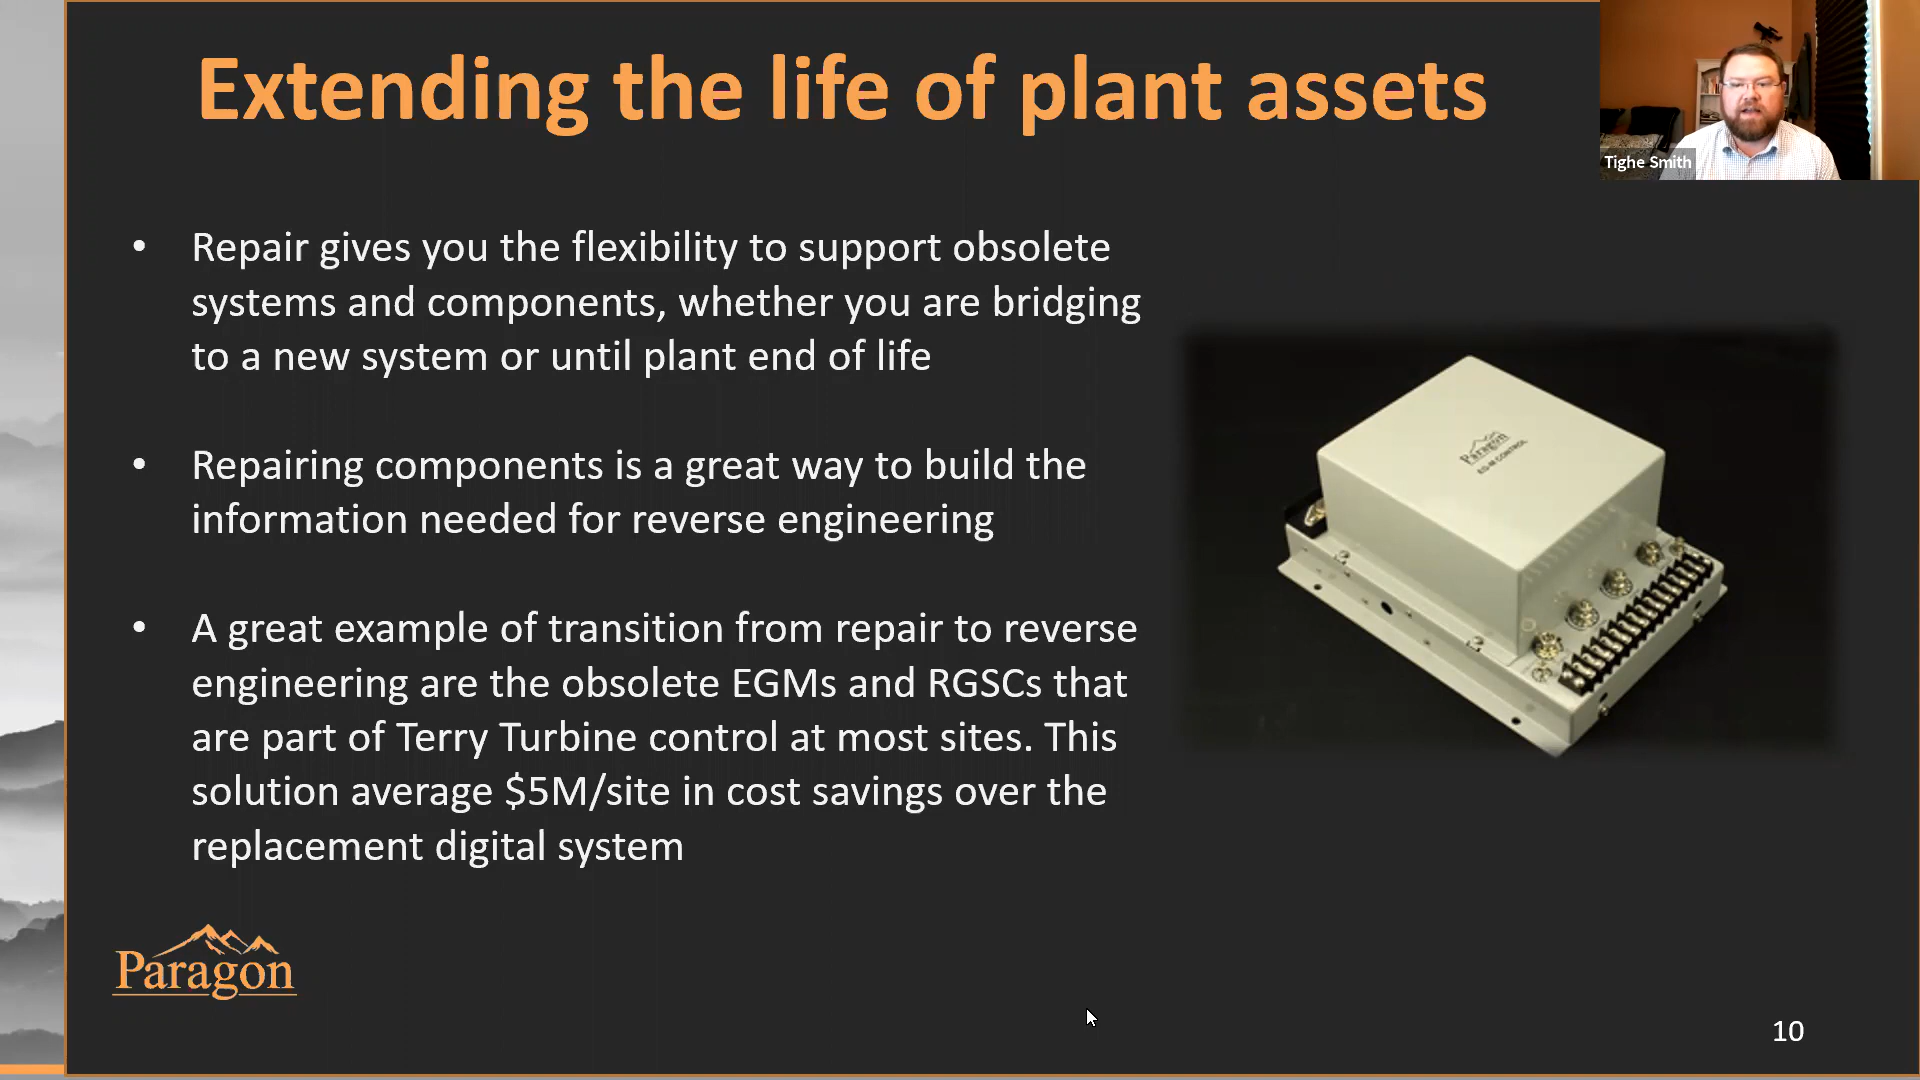 Extending the life of plant assets
Tighe Smith
• Repair gives you the flexibility to support obsolete
systems and components, whether you are bridging
to a new system or until plant end of life
• Repairing components is a great way to build the
information needed for reverse engineering
• A great example of transition from repair to reverse
engineering are the obsolete EGMs and RGSCs that
are part of Terry Turbine control at most sites. This
solution average $5M/site in cost savings over the
replacement digital system
Paragon
EG-M CONTROL
Paragon
10